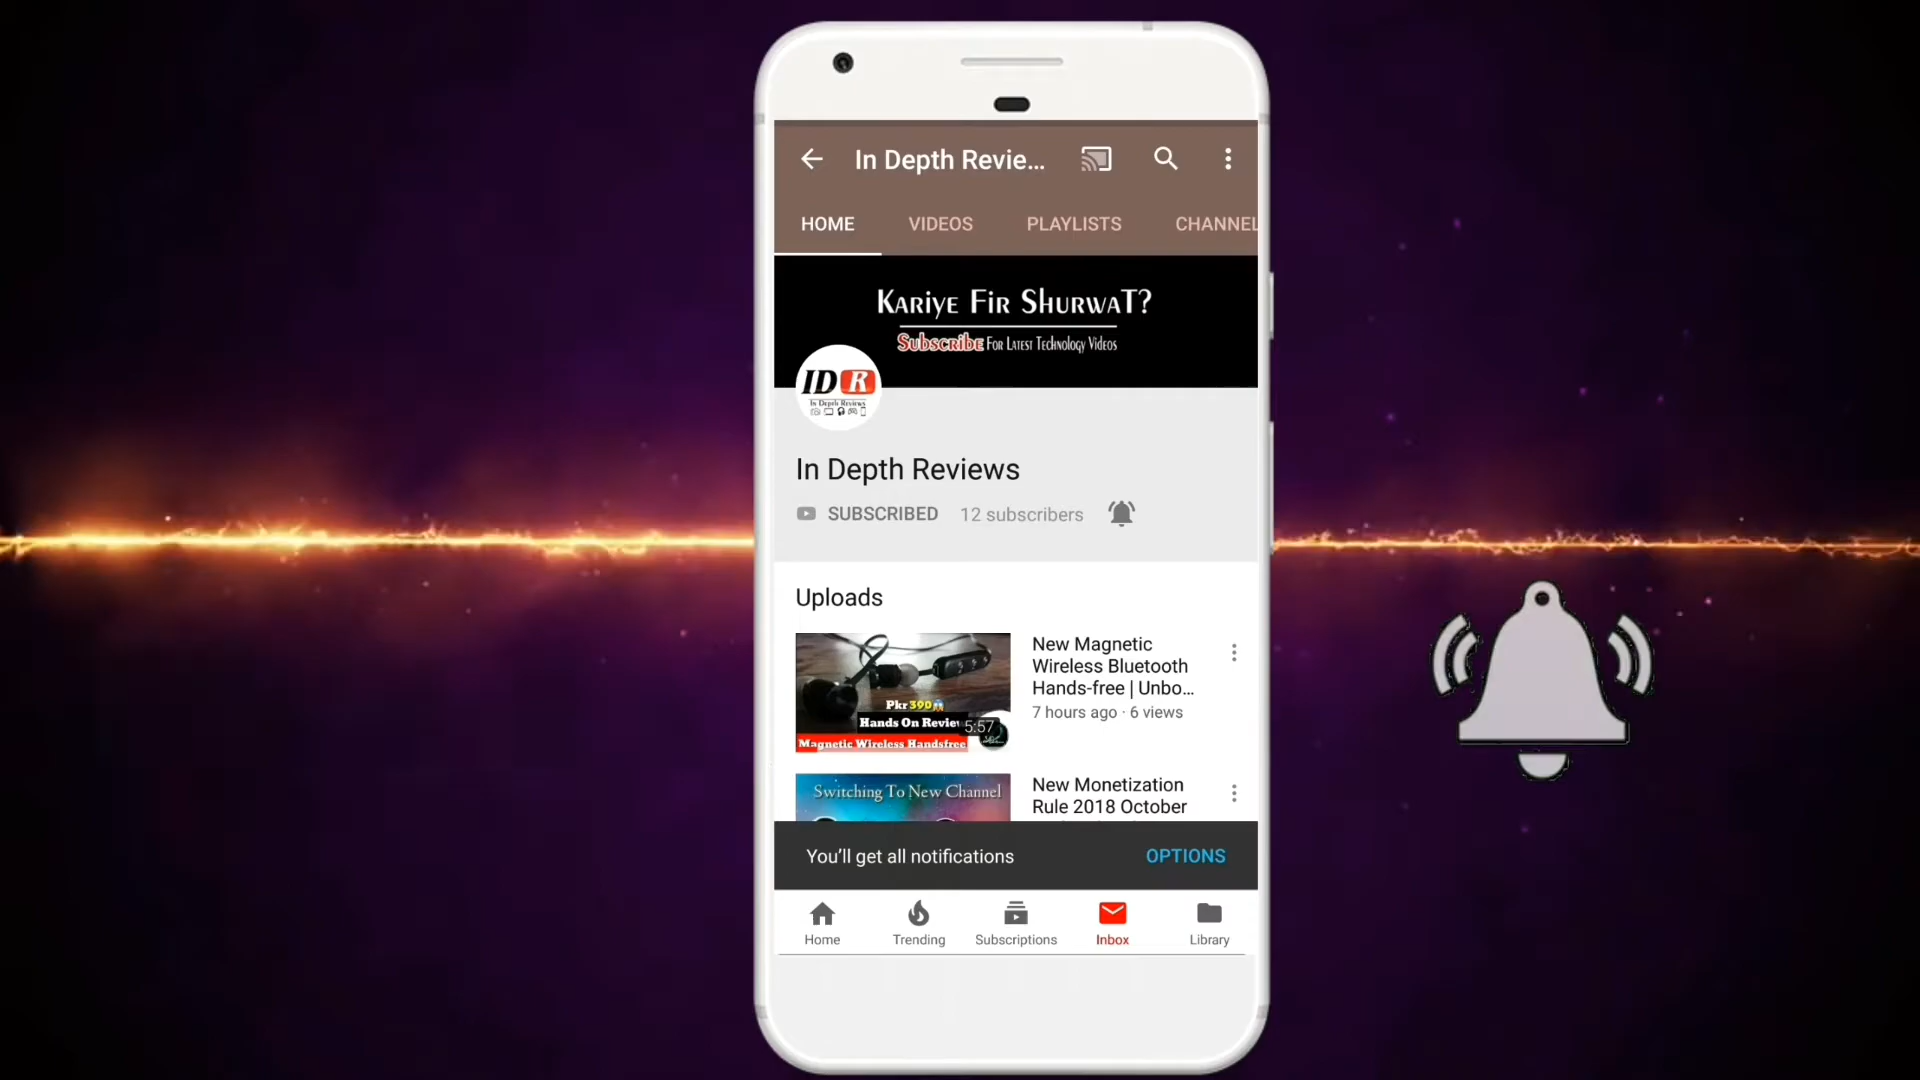 In Depth Revie...
HOME VIDEOS PLAYLISTS CHANNEL
Kariye Fir ShurwaT?
Subscribe For Latest Technology Videos
IDR
In Depth Reviews
In Depth Reviews
SUBSCRIBED 12 subscribers
Uploads
New Magnetic
Wireless Bluetooth
Hands-free | Unbo...
7 hours ago · 6 views
Pkr 390😱
Hands On Review
5:57
Magnetic Wireless Handsfree
Switching To New Channel
New Monetization
Rule 2018 October
You'll get all notifications OPTIONS
Home Trending Subscriptions Inbox Library